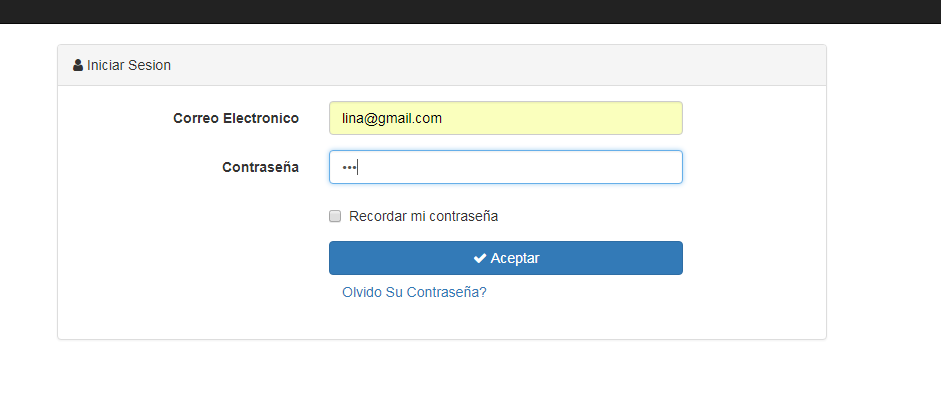 Iniciar Sesion
Correo Electronico lina@gmail.com
Contraseña •••
Recordar mi contraseña
Aceptar
Olvido Su Contraseña?